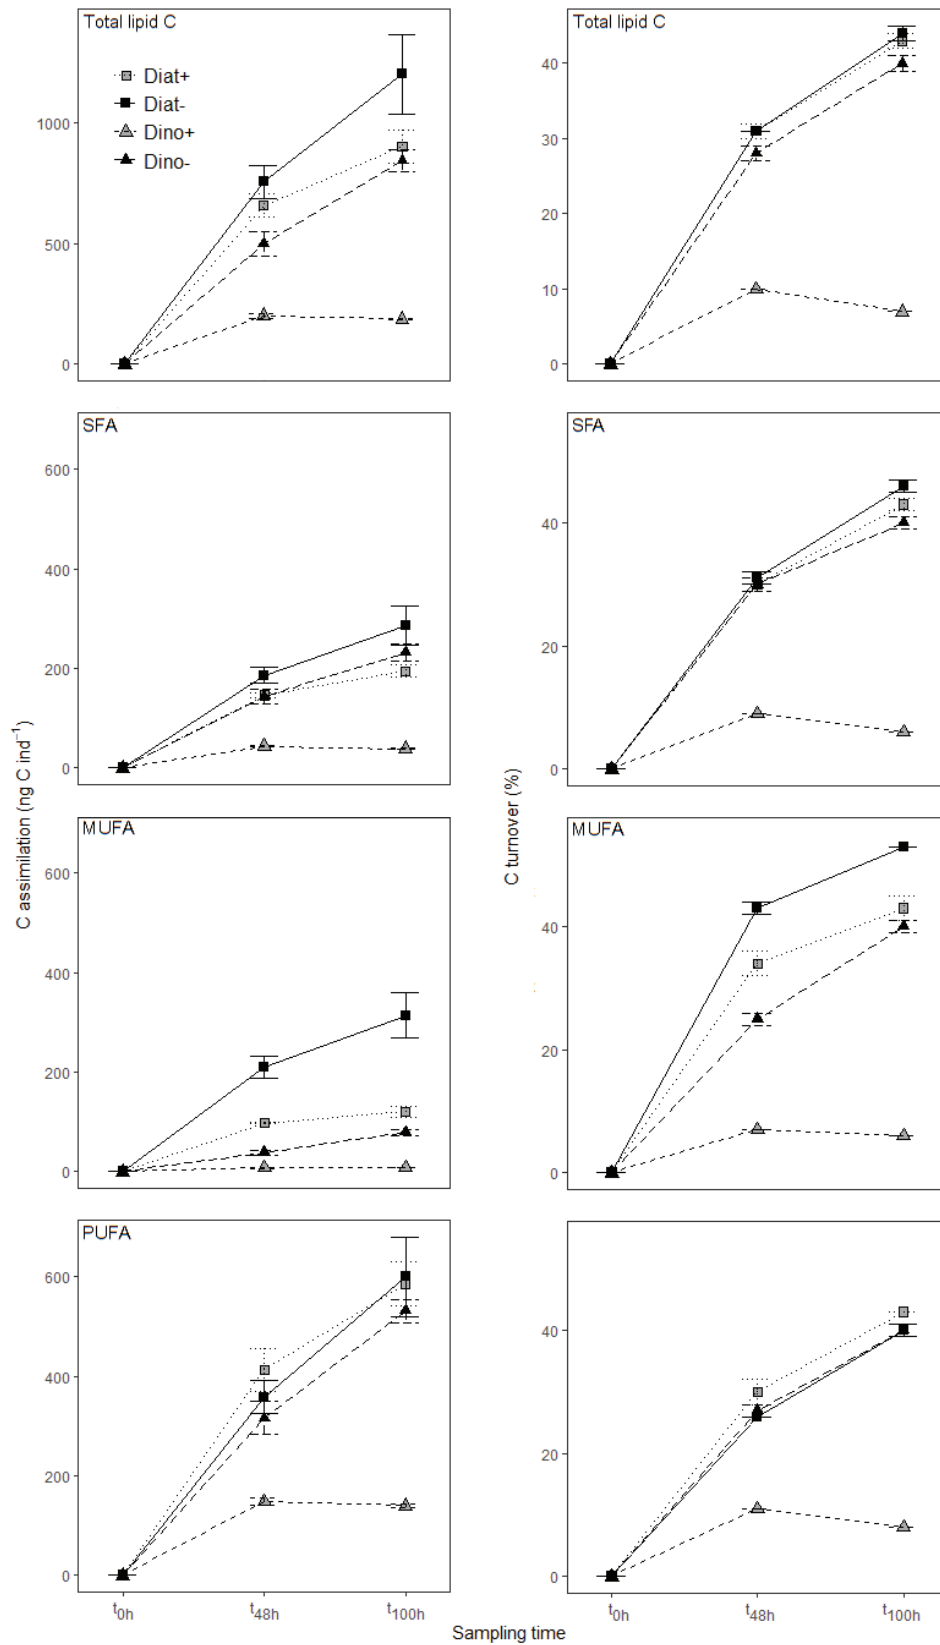 Total lipid C
Diat+
Diat-
Dino+
Dino-
1000
500
0
Total lipid C
40
30
20
10
0
SFA
600
400
200
0
SFA
40
20
0
C assimilation (ng C ind⁻¹)
C turnover (%)
MUFA
600
400
200
0
MUFA
40
20
0
PUFA
600
400
200
0
40
20
0
t0h
t48h
t100h
t0h
t48h
t100h
Sampling time